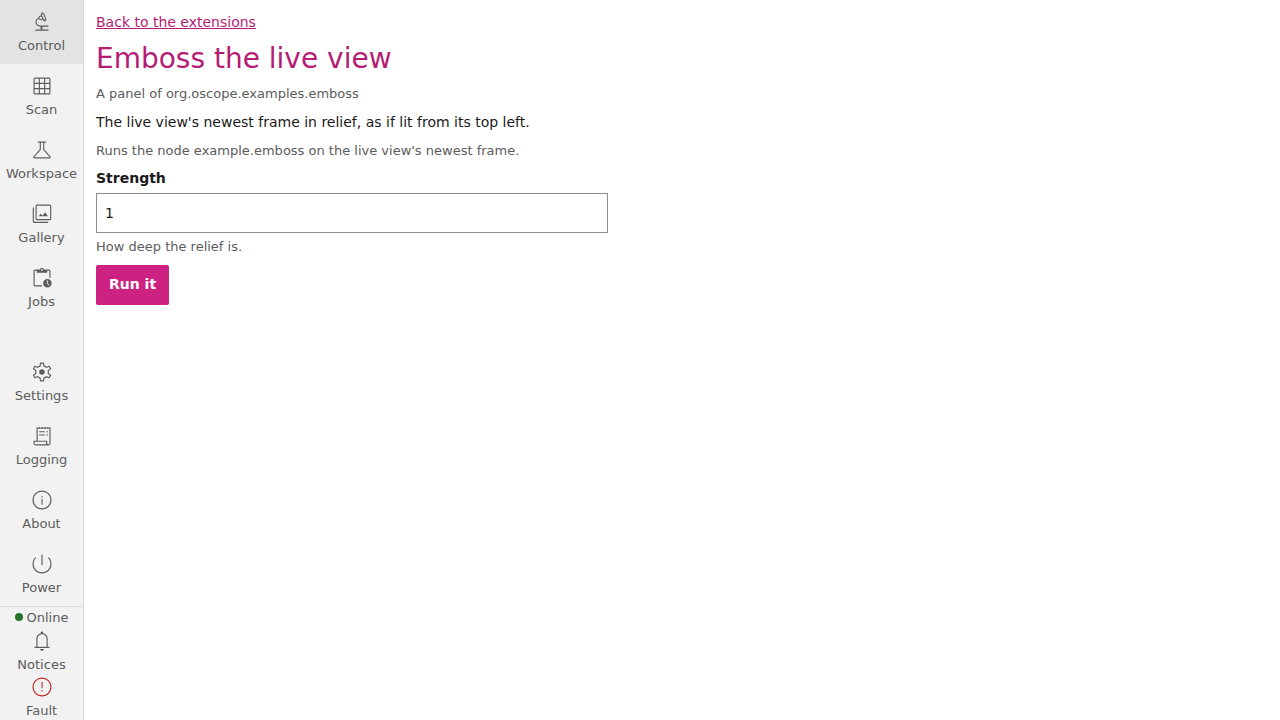 Control
Scan
Workspace
Gallery
Jobs
Settings
Logging
About
Power
Online
Notices
Fault
Back to the extensions
Emboss the live view
A panel of org.oscope.examples.emboss
The live view's newest frame in relief, as if lit from its top left.
Runs the node example.emboss on the live view's newest frame.
Strength
1
How deep the relief is.
Run it